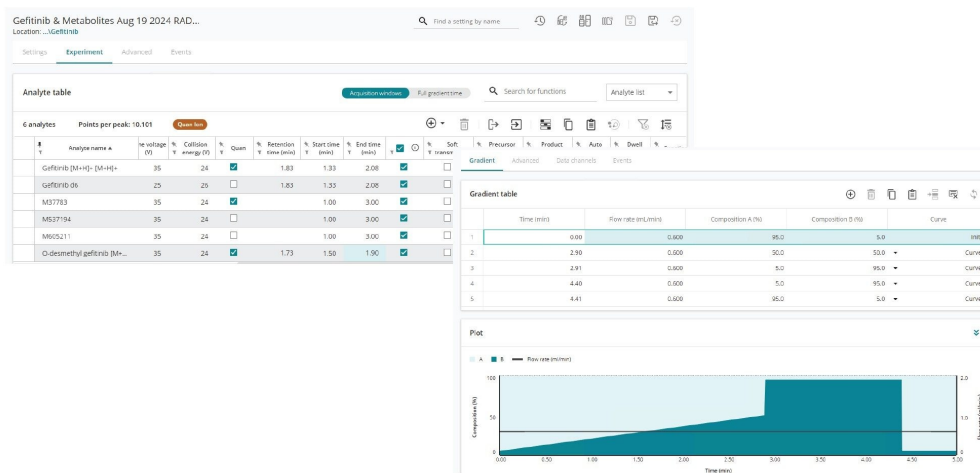 Gefitinib & Metabolites Aug 19 2024 RAD...
Find a setting by name
Location: ...\Gefitinib
Settings Experiment Advanced Events
Analyte table
Acquisition windows Full gradient time
Search for functions
Analyte list
6 analytes Points per peak: 10.101 Quan Ion
Analyte name voltage (V) Collision energy (V) Quan Retention time (min) Start time (min) End time (min) Soft Precursor Product Auto Dwell
Gefitinib [M+H]+ [M+H]+ 35 24 1.83 1.33 2.08
Gefitinib d6 25 26 1.83 1.33 2.08
M37783 35 24 1.00 3.00
M537194 35 24 1.00 3.00
M605211 35 24 1.00 3.00
O-desmethyl gefitinib [M+... 35 24 1.73 1.50 1.90
Gradient Advanced Data channels Events
Gradient table
Time (min) Flow rate (mL/min) Composition A (%) Composition B (%) Curve
1 0.00 0.600 95.0 5.0
2 2.90 0.600 50.0 50.0 Curve
3 2.91 0.600 5.0 95.0 Curve
4 4.40 0.600 5.0 95.0 Curve
5 4.41 0.600 95.0 5.0 Curve
Plot
A B Flow rate (ml/min)
100 2.0
50 1.0
0 0
Composition (%)
0.00 0.50 1.00 1.50 2.00 2.50 3.00 3.50 4.00 4.50 5.00
Time (min)